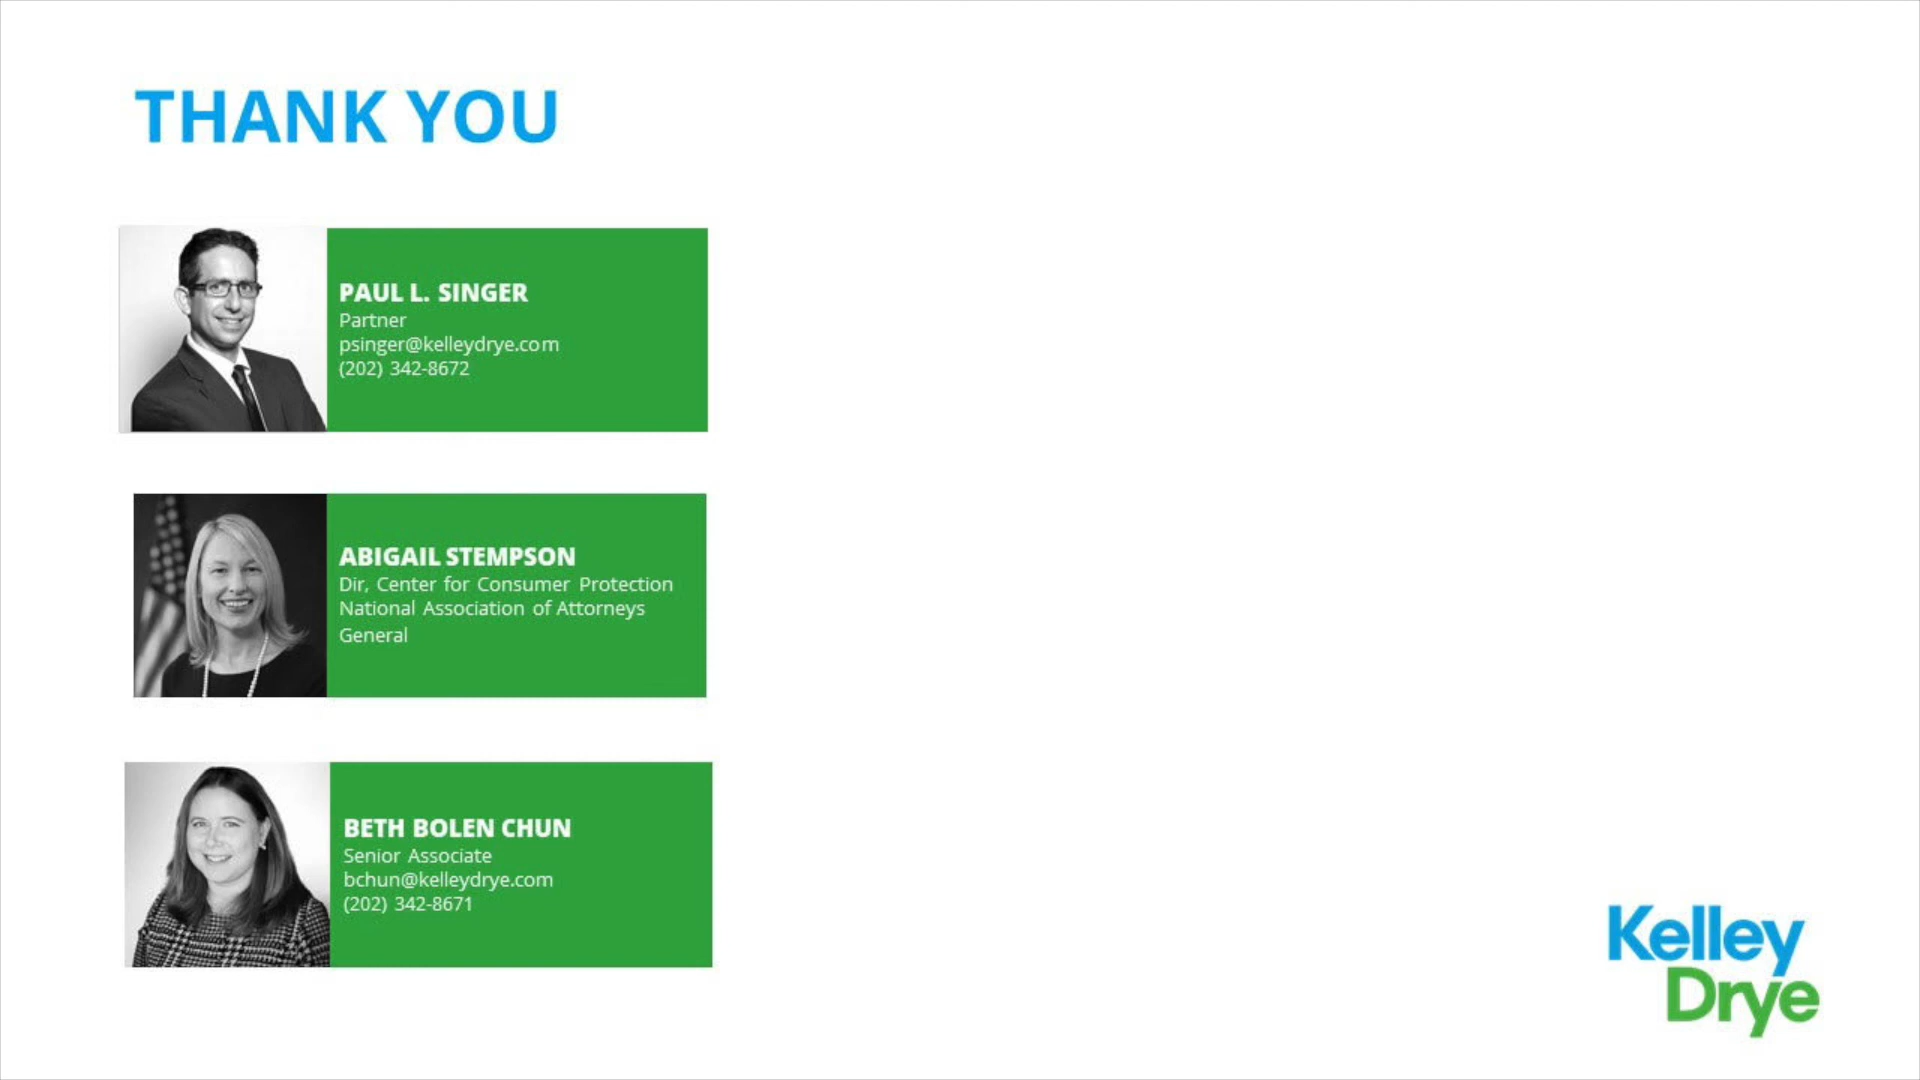 THANK YOU
PAUL L. SINGER
Partner
psinger@kelleydrye.com
(202) 342-8672
ABIGAIL STEMPSON
Dir, Center for Consumer Protection
National Association of Attorneys
General
BETH BOLEN CHUN
Senior Associate
bchun@kelleydrye.com
(202) 342-8671
Kelley
Drye